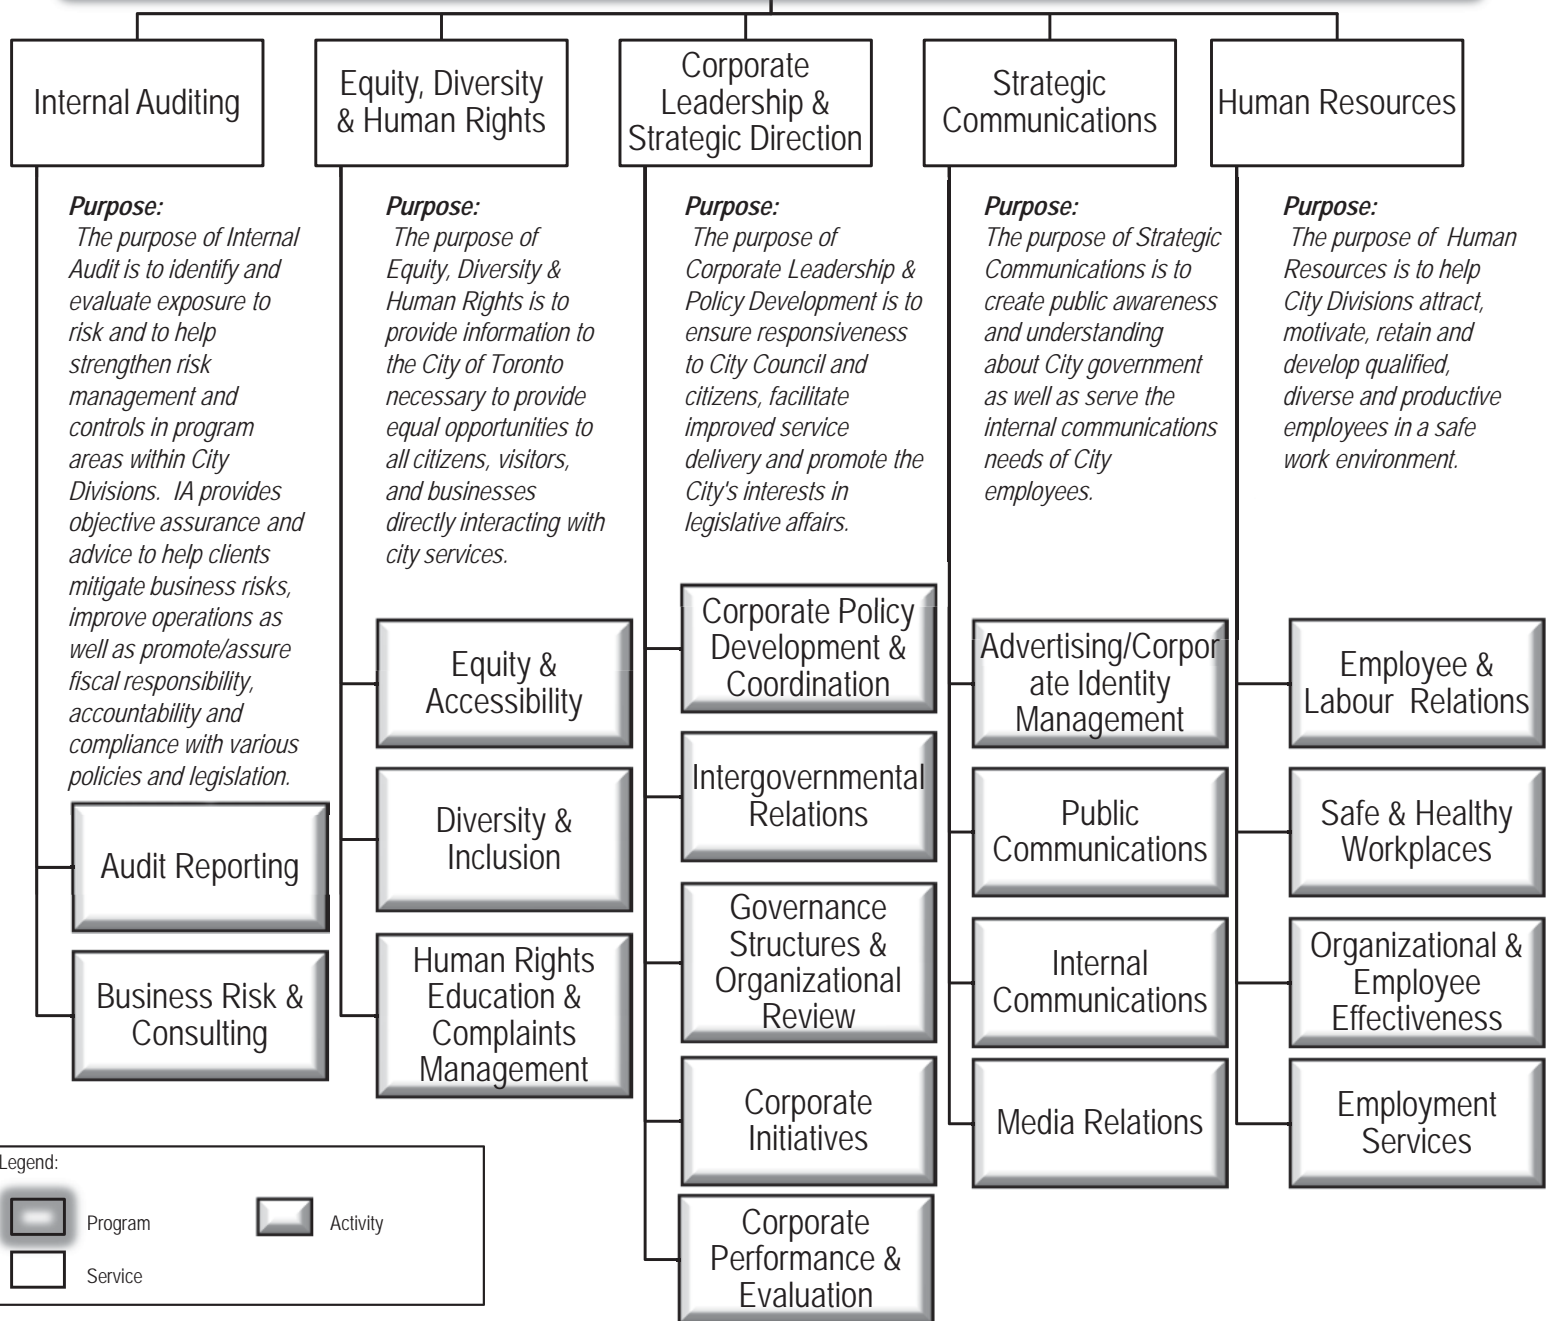 Internal Auditing
Equity, Diversity
& Human Rights
Corporate
Leadership &
Strategic Direction
Strategic
Communications
Human Resources
Purpose:
The purpose of Internal
Audit is to identify and
evaluate exposure to
risk and to help
strengthen risk
management and
controls in program
areas within City
Divisions.  IA provides
objective assurance and
advice to help clients
mitigate business risks,
improve operations as
well as promote/assure
fiscal responsibility,
accountability and
compliance with various
policies and legislation.
Audit Reporting
Business Risk &
Consulting
Purpose:
The purpose of
Equity, Diversity &
Human Rights is to
provide information to
the City of Toronto
necessary to provide
equal opportunities to
all citizens, visitors,
and businesses
directly interacting with
city services.
Equity &
Accessibility
Diversity &
Inclusion
Human Rights
Education &
Complaints
Management
Purpose:
The purpose of
Corporate Leadership &
Policy Development is to
ensure responsiveness
to City Council and
citizens, facilitate
improved service
delivery and promote the
City's interests in
legislative affairs.
Corporate Policy
Development &
Coordination
Intergovernmental
Relations
Governance
Structures &
Organizational
Review
Corporate
Initiatives
Corporate
Performance &
Evaluation
Purpose:
The purpose of Strategic
Communications is to
create public awareness
and understanding
about City government
as well as serve the
internal communications
needs of City
employees.
Advertising/Corpor
ate Identity
Management
Public
Communications
Internal
Communications
Media Relations
Purpose:
The purpose of  Human
Resources is to help
City Divisions attract,
motivate, retain and
develop qualified,
diverse and productive
employees in a safe
work environment.
Employee &
Labour  Relations
Safe & Healthy
Workplaces
Organizational &
Employee
Effectiveness
Employment
Services
Legend:
Program
Activity
Service